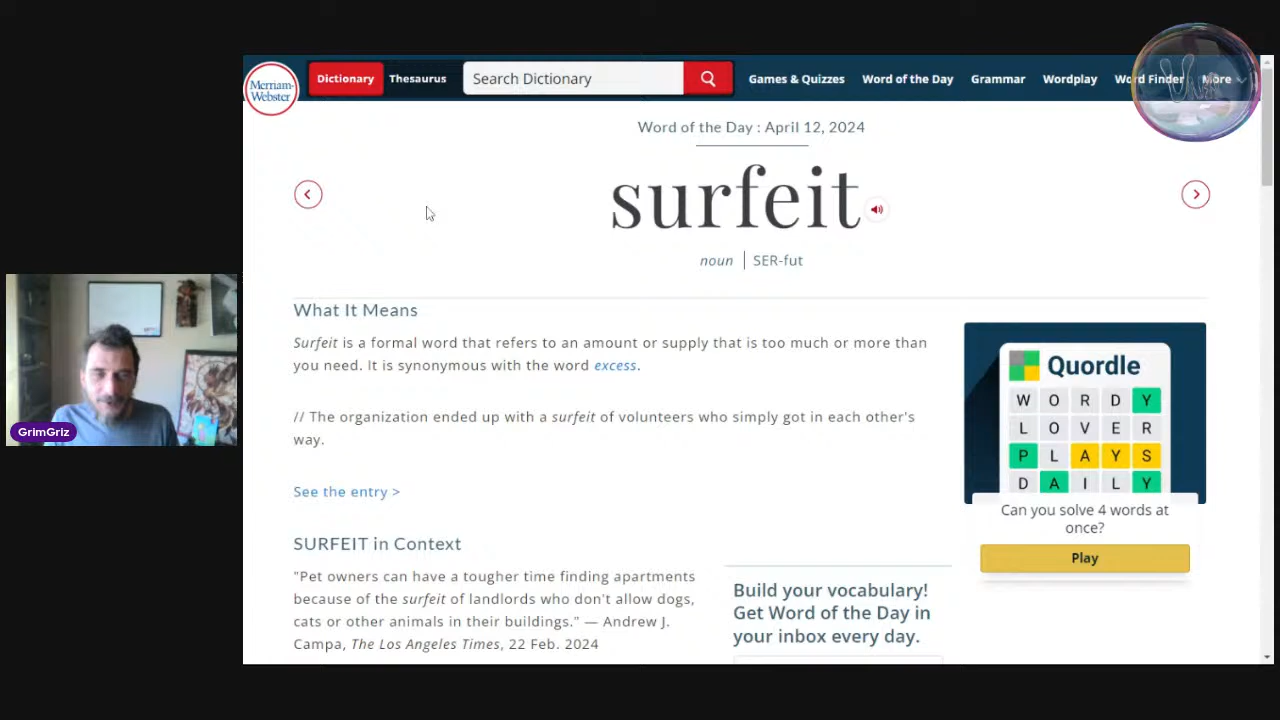 Merriam-
Webster
Dictionary
Thesaurus
Search Dictionary
Games & Quizzes
Word of the Day
Grammar
Wordplay
Word Finder
More
Word of the Day : April 12, 2024
surfeit
noun | SER-fut
What It Means
Surfeit is a formal word that refers to an amount or supply that is too much or more than
you need. It is synonymous with the word excess.
// The organization ended up with a surfeit of volunteers who simply got in each other's
way.
See the entry >
SURFEIT in Context
"Pet owners can have a tougher time finding apartments
because of the surfeit of landlords who don't allow dogs,
cats or other animals in their buildings." — Andrew J.
Campa, The Los Angeles Times, 22 Feb. 2024
Quordle
W O R D Y
L O V E R
P L A Y S
D A I L Y
Can you solve 4 words at
once?
Play
Build your vocabulary!
Get Word of the Day in
your inbox every day.
GrimGriz